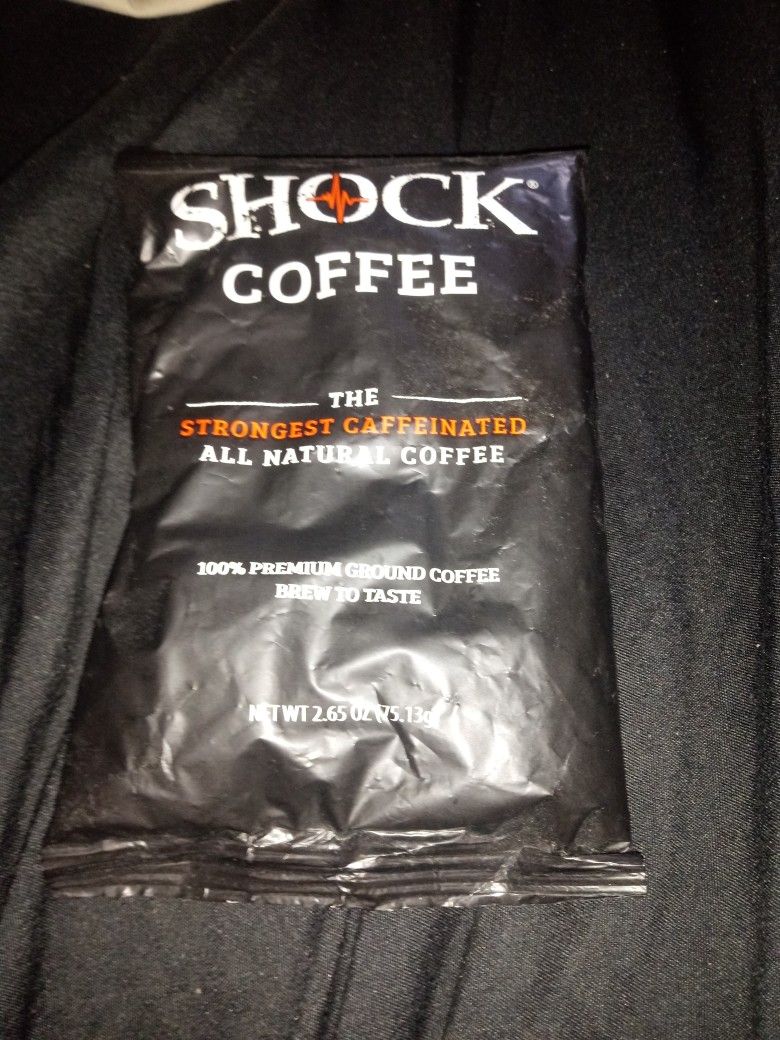 SHOCK®
COFFEE
THE
STRONGEST CAFFEINATED
ALL NATURAL COFFEE
100% PREMIUM GROUND COFFEE
BREW TO TASTE
NET WT 2.65 OZ (75.13g)